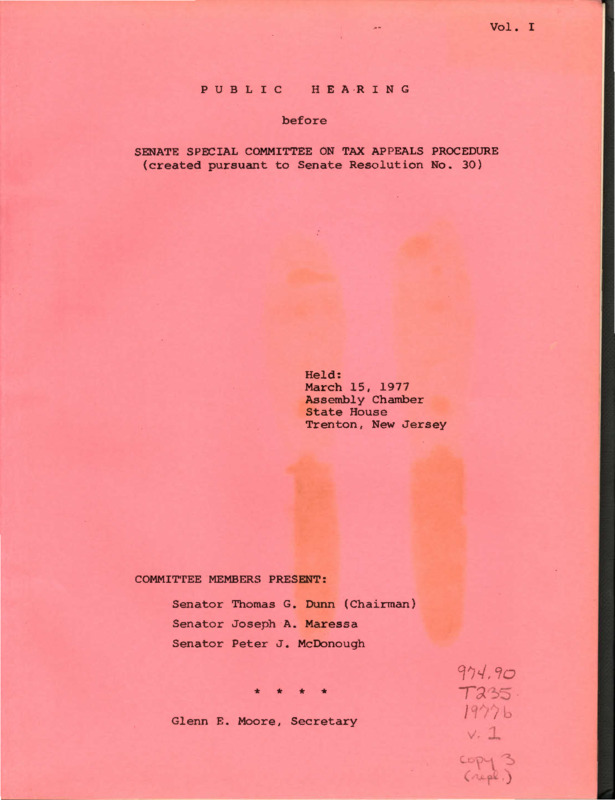 Vol. I
PUBLIC HEARING
before
SENATE SPECIAL COMMITTEE ON TAX APPEALS PROCEDURE
(created pursuant to Senate Resolution No. 30)
Held:
March 15, 1977
Assembly Chamber
State House
Trenton, New Jersey
COMMITTEE MEMBERS PRESENT:
Senator Thomas G. Dunn (Chairman)
Senator Joseph A. Maressa
Senator Peter J. McDonough
* * * *
Glenn E. Moore, Secretary
974.90
T235
1977b
v. 1
copy 3
(repl.)